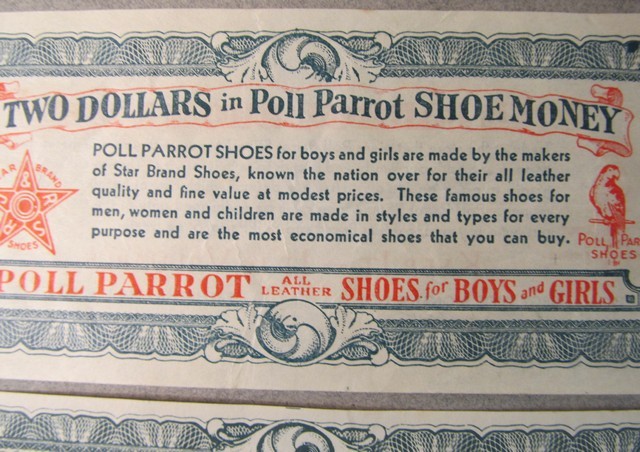 TWO DOLLARS in Poll Parrot SHOE MONEY
POLL PARROT SHOES for boys and girls are made by the makers
of Star Brand Shoes, known the nation over for their all leather
quality and fine value at modest prices. These famous shoes for
men, women and children are made in styles and types for every
purpose and are the most economical shoes that you can buy.
AR BRAND
SHOES
POLL PAR
SHOES
POLL PARROT ALL LEATHER SHOES for BOYS and GIRLS